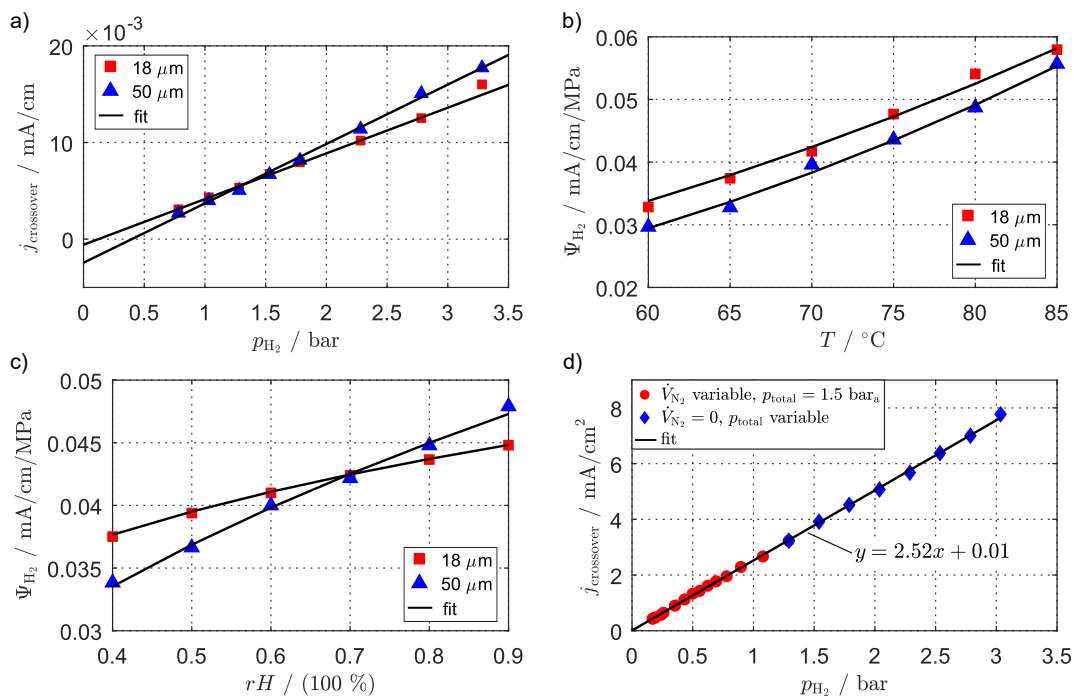 a)
×10⁻³
20
10
0
j_crossover / mA/cm
18 μm
50 μm
fit
0 0.5 1 1.5 2 2.5 3 3.5
p_H₂ / bar
b)
0.06
0.05
0.04
0.03
0.02
Ψ_H₂ / mA/cm/MPa
18 μm
50 μm
fit
60 65 70 75 80 85
T / °C
c)
0.05
0.045
0.04
0.035
0.03
Ψ_H₂ / mA/cm/MPa
18 μm
50 μm
fit
0.4 0.5 0.6 0.7 0.8 0.9
rH / (100 %)
d)
8
6
4
2
0
j_crossover / mA/cm²
V̇_N₂ variable, p_total = 1.5 bar_a
V̇_N₂ = 0, p_total variable
fit
y = 2.52x + 0.01
0 0.5 1 1.5 2 2.5 3 3.5
p_H₂ / bar